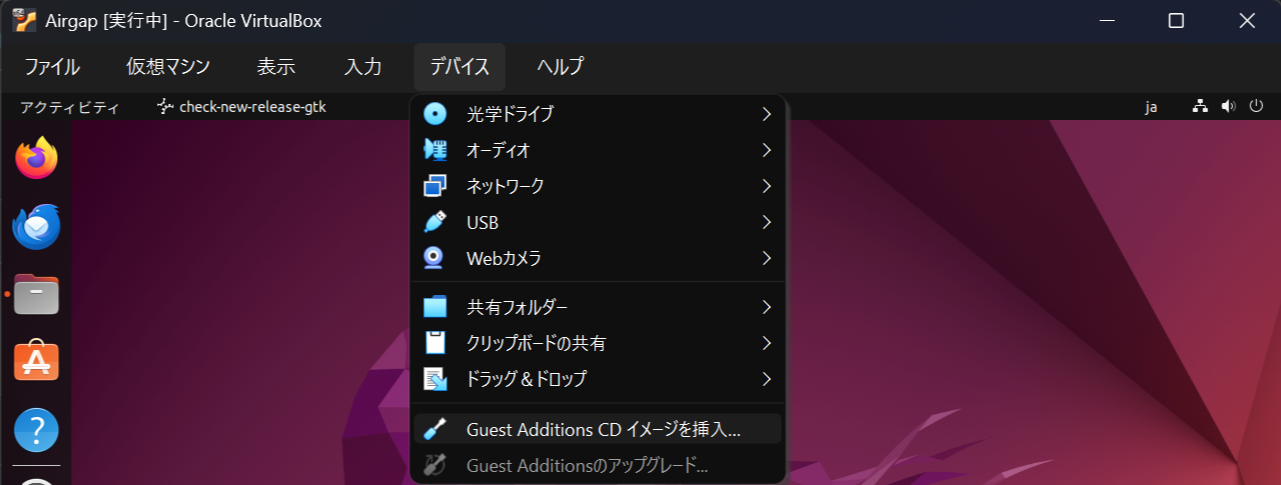 Airgap [実行中] - Oracle VirtualBox
ファイル 仮想マシン 表示 入力 デバイス ヘルプ
アクティビティ check-new-release-gtk ja
光学ドライブ
オーディオ
ネットワーク
USB
Webカメラ
共有フォルダー
クリップボードの共有
ドラッグ＆ドロップ
Guest Additions CD イメージを挿入...
Guest Additionsのアップグレード...